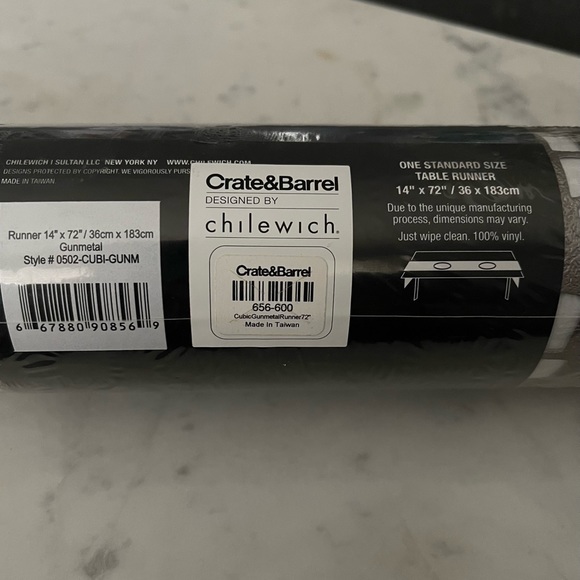 CHILEWICH | SULTAN LLC NEW YORK NY WWW.CHILEWICH.COM
DESIGNS PROTECTED BY COPYRIGHT. WE VIGOROUSLY PURS
MADE IN TAIWAN
Runner 14" x 72" / 36cm x 183cm
Gunmetal
Style # 0502-CUBI-GUNM
6 67880 90856 9
Crate&Barrel
DESIGNED BY
chilewich®
Crate&Barrel
656-600
CubicGunmetalRunner72"
Made In Taiwan
ONE STANDARD SIZE
TABLE RUNNER
14" x 72" / 36 x 183cm
Due to the unique manufacturing
process, dimensions may vary.
Just wipe clean. 100% vinyl.